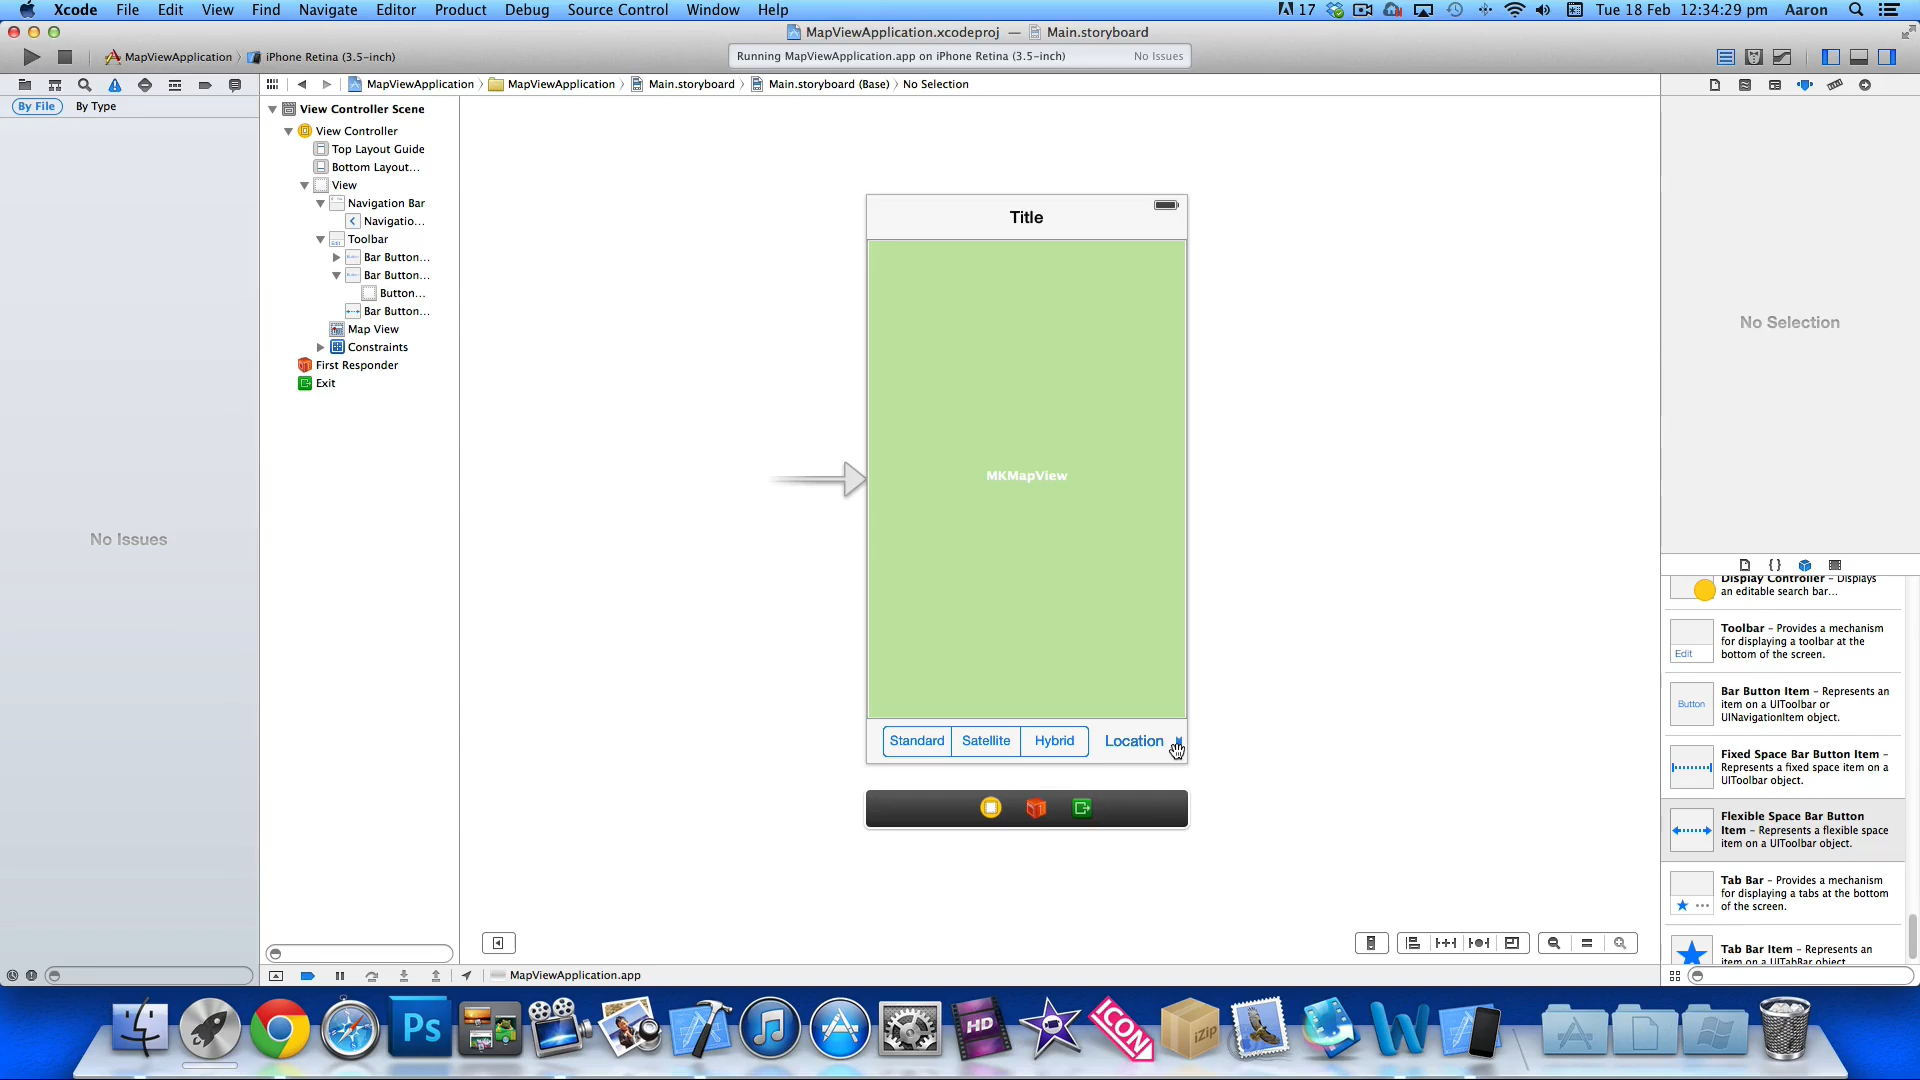 Xcode File Edit View Find Navigate Editor Product Debug Source Control Window Help 17 Tue 18 Feb 12:34:29 pm Aaron
MapViewApplication.xcodeproj — Main.storyboard
MapViewApplication iPhone Retina (3.5-inch)
Running MapViewApplication.app on iPhone Retina (3.5-inch) No Issues
MapViewApplication MapViewApplication Main.storyboard Main.storyboard (Base) No Selection
By File By Type
No Issues
View Controller Scene
View Controller
Top Layout Guide
Bottom Layout...
View
Navigation Bar
Navigatio...
Toolbar
Bar Button...
Bar Button...
Button...
Bar Button...
Map View
Constraints
First Responder
Exit
Title
MKMapView
Standard Satellite Hybrid Location
No Selection
Display Controller – Displays
an editable search bar...
Toolbar – Provides a mechanism
for displaying a toolbar at the
bottom of the screen.
Edit
Bar Button Item – Represents an
item on a UIToolbar or
UINavigationItem object.
Button
Fixed Space Bar Button Item –
Represents a fixed space item on a
UIToolbar object.
Flexible Space Bar Button
Item – Represents a flexible space
item on a UIToolbar object.
Tab Bar – Provides a mechanism
for displaying a tabs at the bottom
of the screen.
Tab Bar Item – Represents an
item on a UITabBar object
MapViewApplication.app
Ps
HD
ICON
iZip